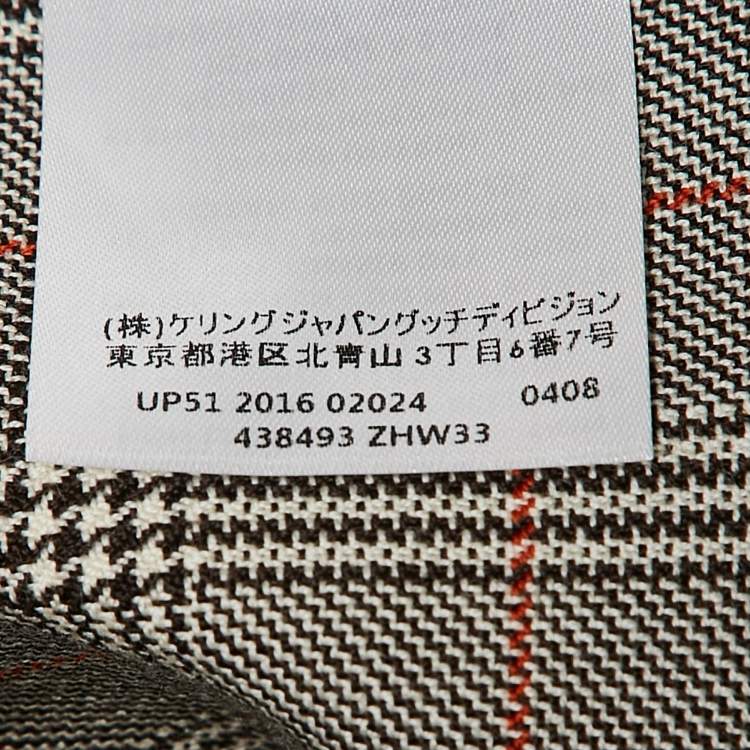 (株)ケリングジャパングッチディビジョン
東京都港区北青山 3丁目6番7号
UP51 2016 02024 0408
438493 ZHW33